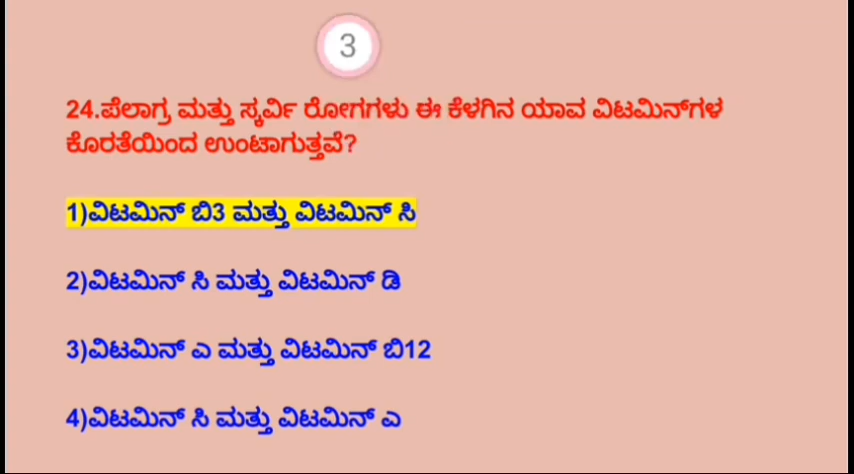 3
24.ಪೆಲಾಗ್ರ ಮತ್ತು ಸ್ಕರ್ವಿ ರೋಗಗಳು ಈ ಕೆಳಗಿನ ಯಾವ ವಿಟಮಿನ್‌ಗಳ
ಕೊರತೆಯಿಂದ ಉಂಟಾಗುತ್ತವೆ?
1)ವಿಟಮಿನ್ ಬಿ3 ಮತ್ತು ವಿಟಮಿನ್ ಸಿ
2)ವಿಟಮಿನ್ ಸಿ ಮತ್ತು ವಿಟಮಿನ್ ಡಿ
3)ವಿಟಮಿನ್ ಎ ಮತ್ತು ವಿಟಮಿನ್ ಬಿ12
4)ವಿಟಮಿನ್ ಸಿ ಮತ್ತು ವಿಟಮಿನ್ ಎ